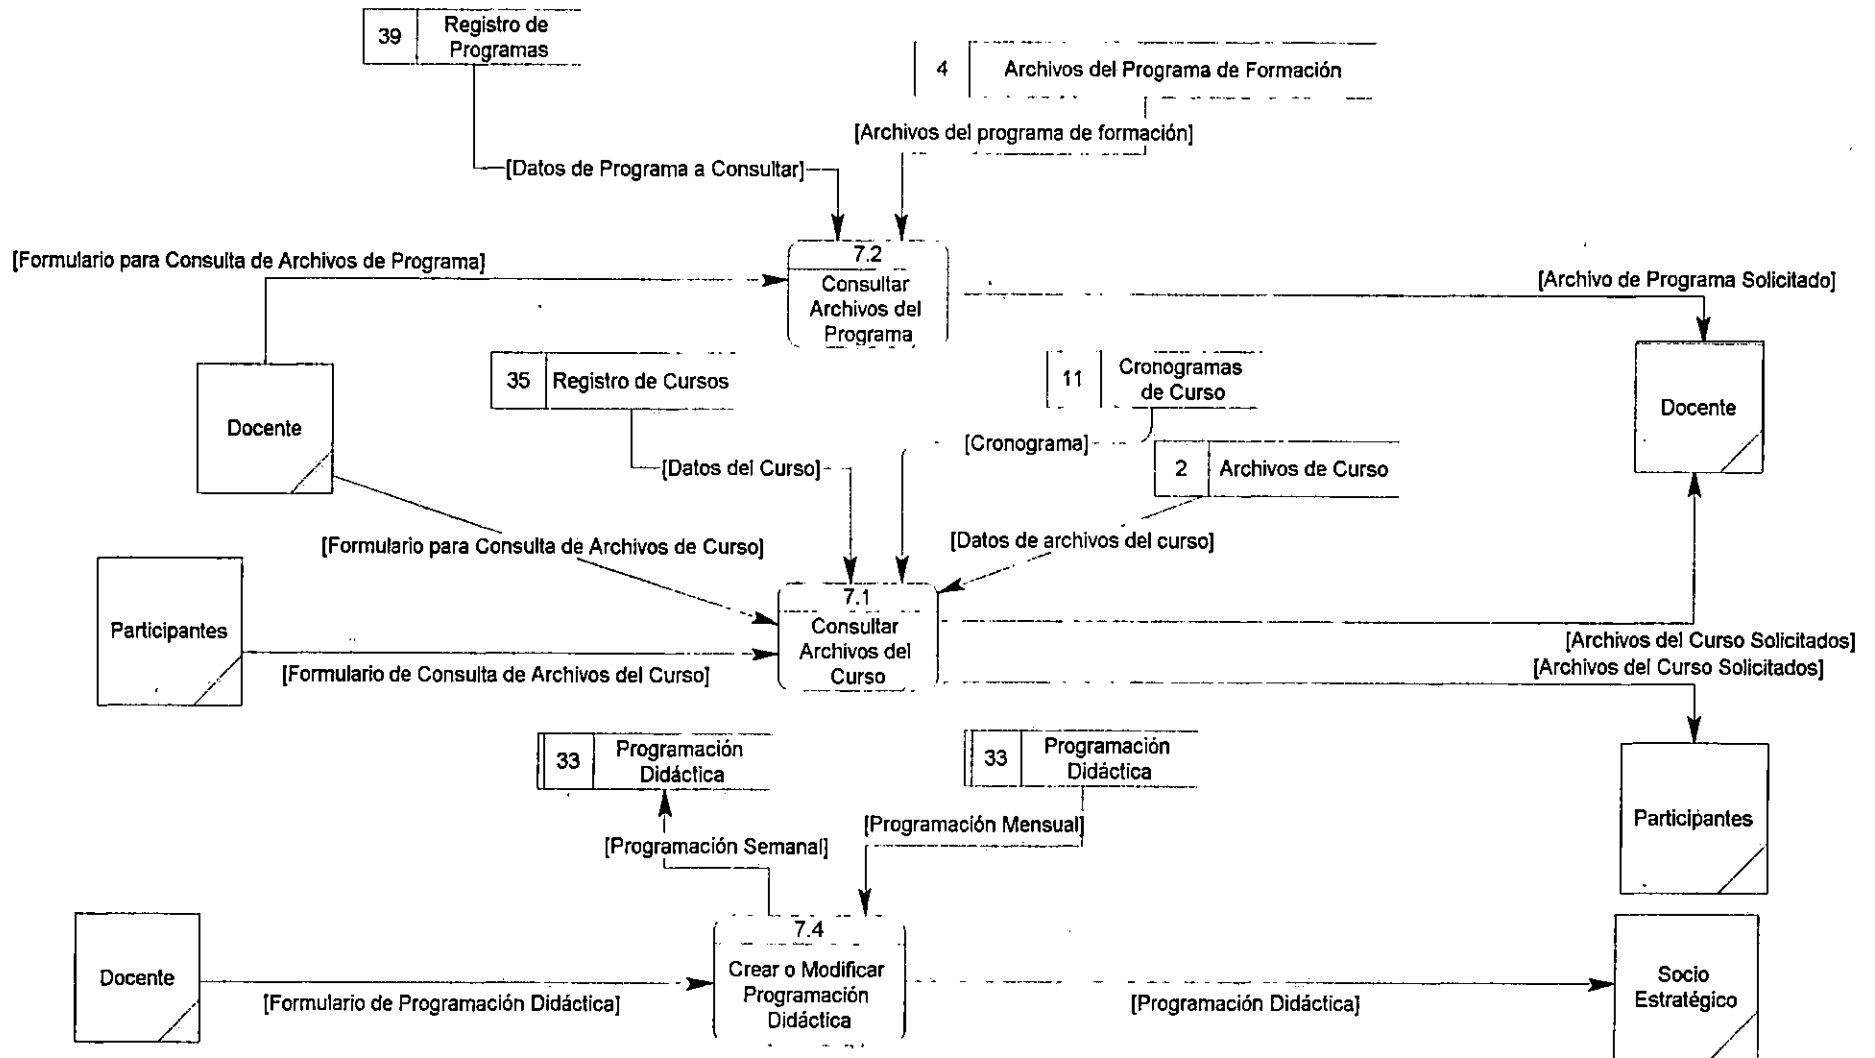 39
Registro de
Programas
4
Archivos del Programa de Formación
[Archivos del programa de formación]
[Datos de Programa a Consultar]
[Formulario para Consulta de Archivos de Programa]
7.2
Consultar
Archivos del
Programa
[Archivo de Programa Solicitado]
35
Registro de Cursos
11
Cronogramas
de Curso
Docente
Docente
[Cronograma]
[Datos del Curso]
2
Archivos de Curso
[Formulario para Consulta de Archivos de Curso]
[Datos de archivos del curso]
Participantes
7.1
Consultar
Archivos del
Curso
[Formulario de Consulta de Archivos del Curso]
[Archivos del Curso Solicitados]
[Archivos del Curso Solicitados]
33
Programación
Didáctica
33
Programación
Didáctica
[Programación Mensual]
[Programación Semanal]
Participantes
Docente
7.4
Crear o Modificar
Programación
Didáctica
[Formulario de Programación Didáctica]
[Programación Didáctica]
Socio
Estratégico